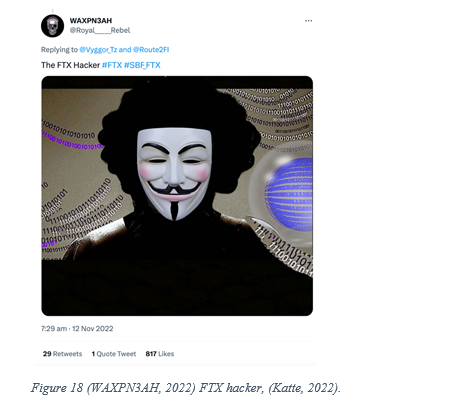 WAXPN3AH
@Royal____Rebel
Replying to @Vyggor_Tz and @Route2FI
The FTX Hacker #FTX #SBF_FTX
7:29 am · 12 Nov 2022
29 Retweets 1 Quote Tweet 817 Likes
Figure 18 (WAXPN3AH, 2022) FTX hacker, (Katte, 2022).